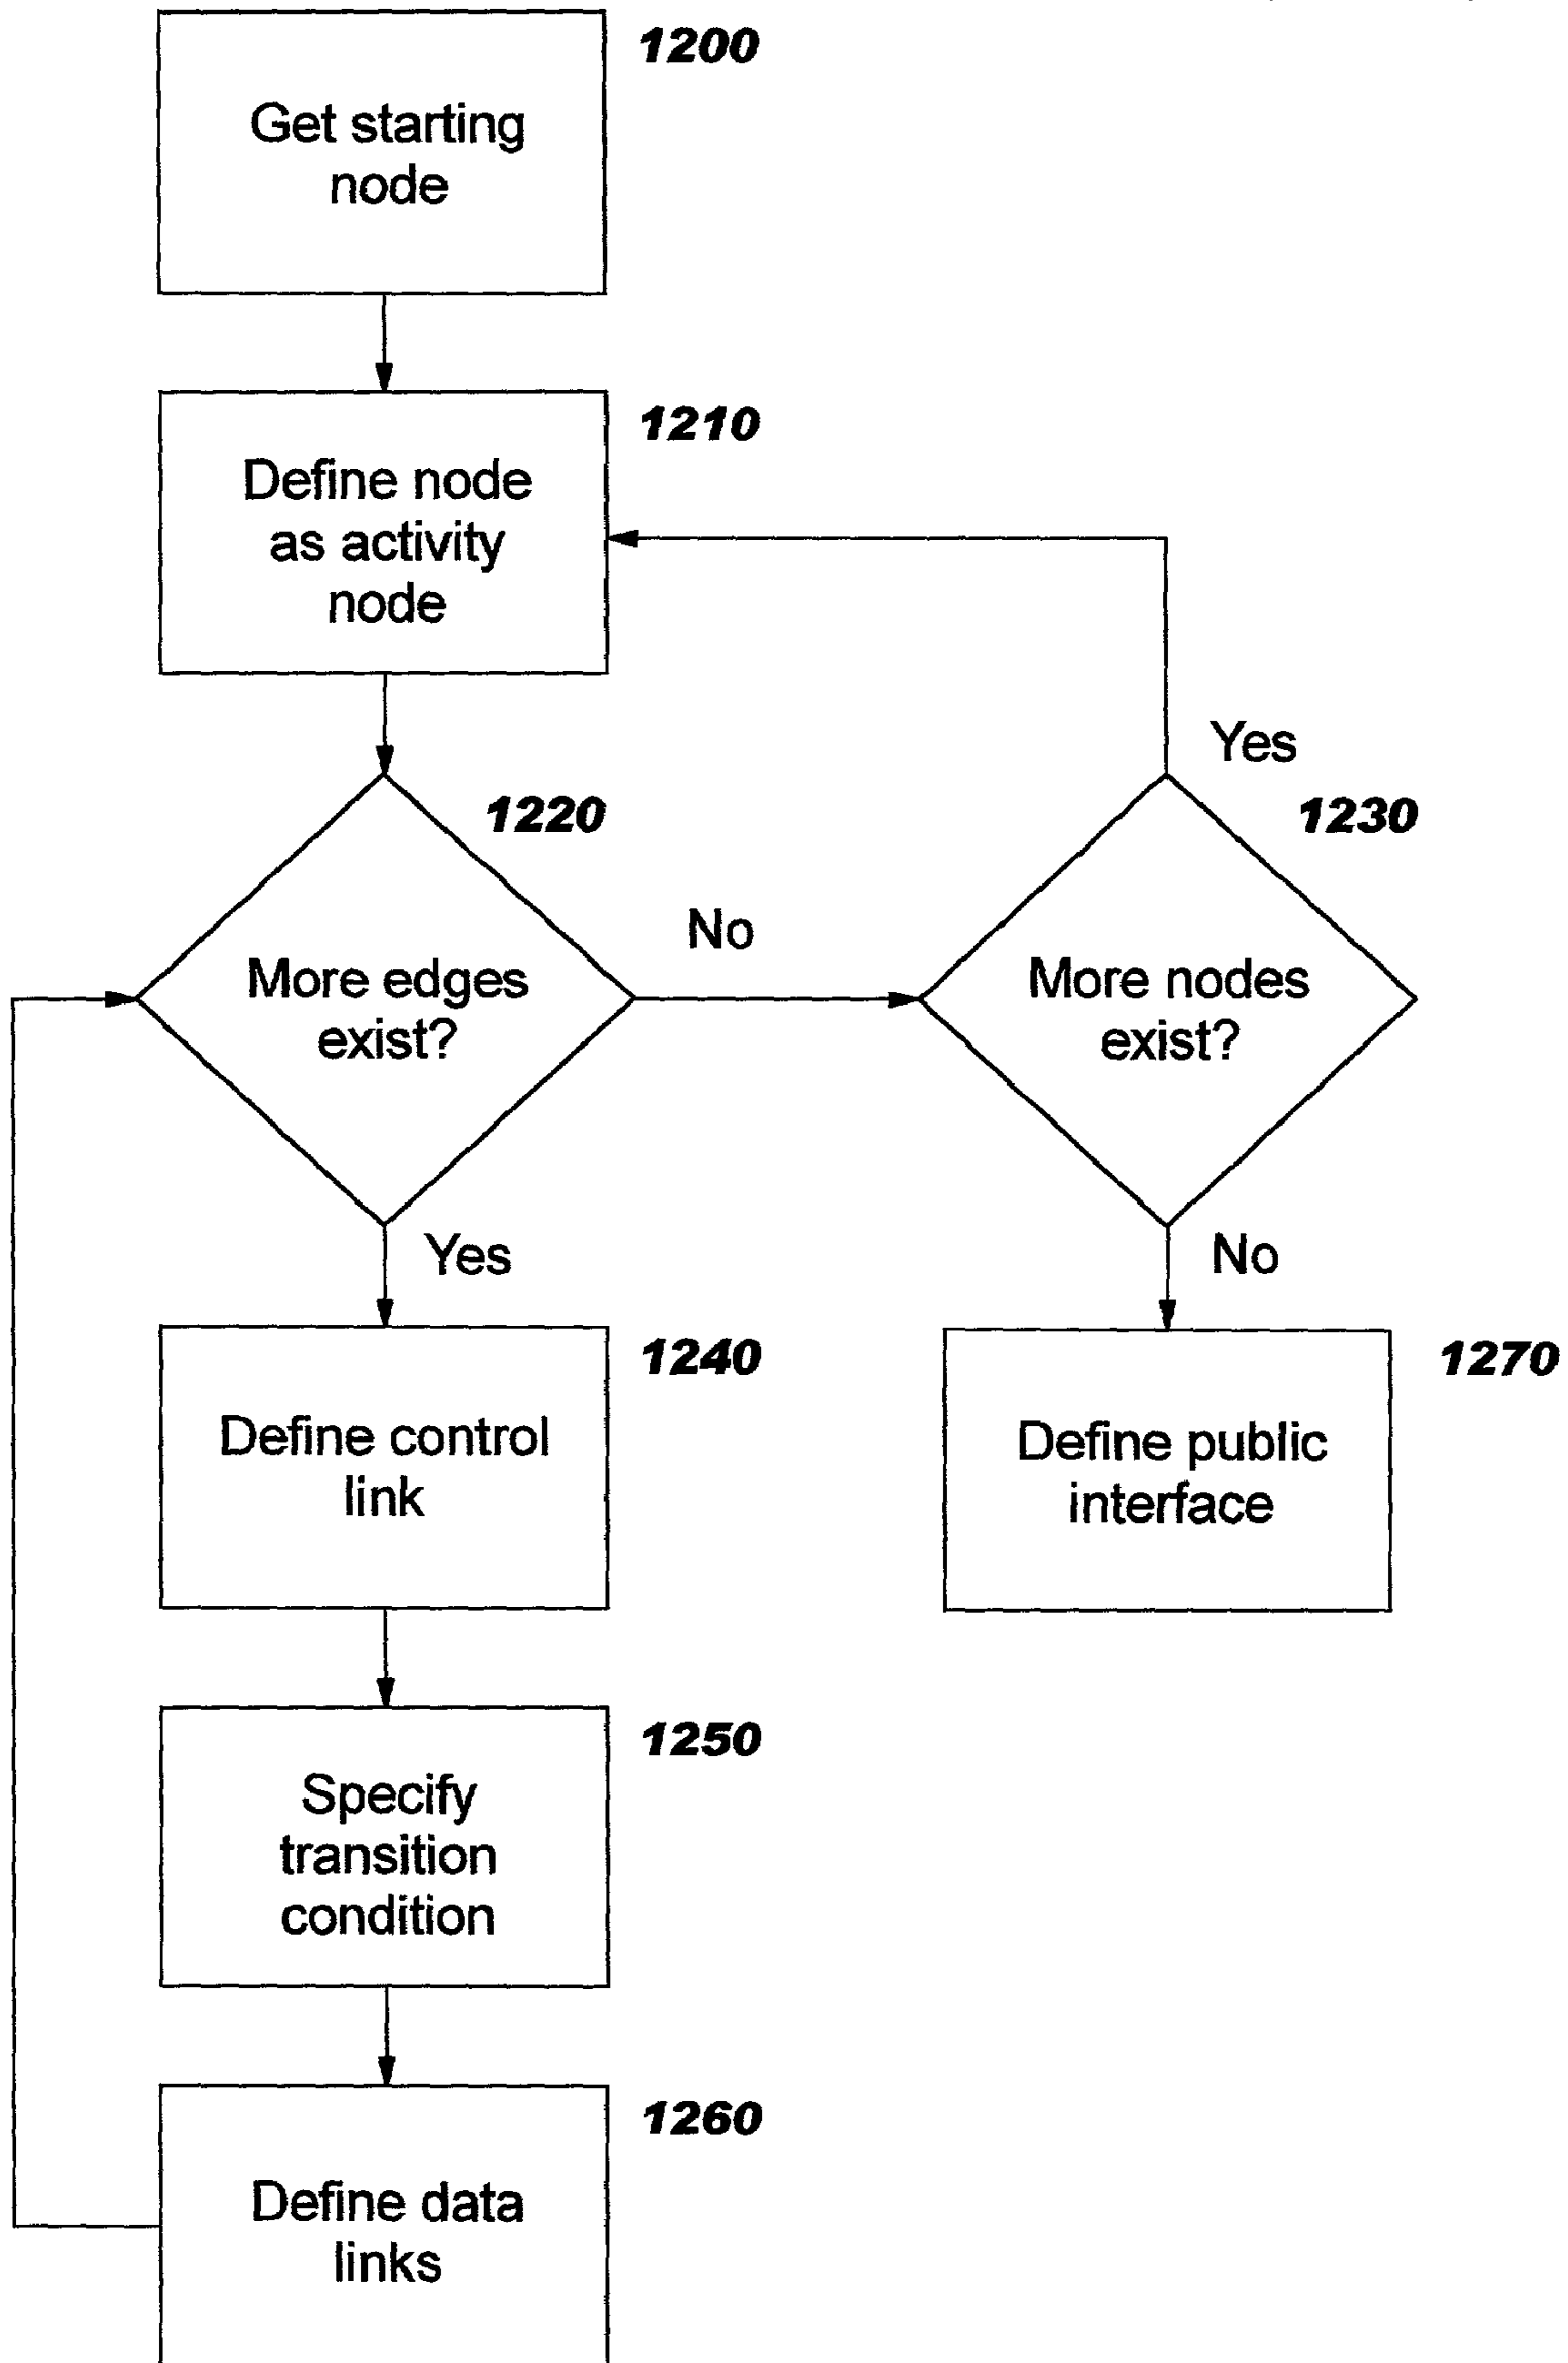 1200
Get starting
node
1210
Define node
as activity
node
Yes
1220
1230
No
More edges
exist?
More nodes
exist?
Yes
No
1240
1270
Define control
link
Define public
interface
1250
Specify
transition
condition
1260
Define data
links